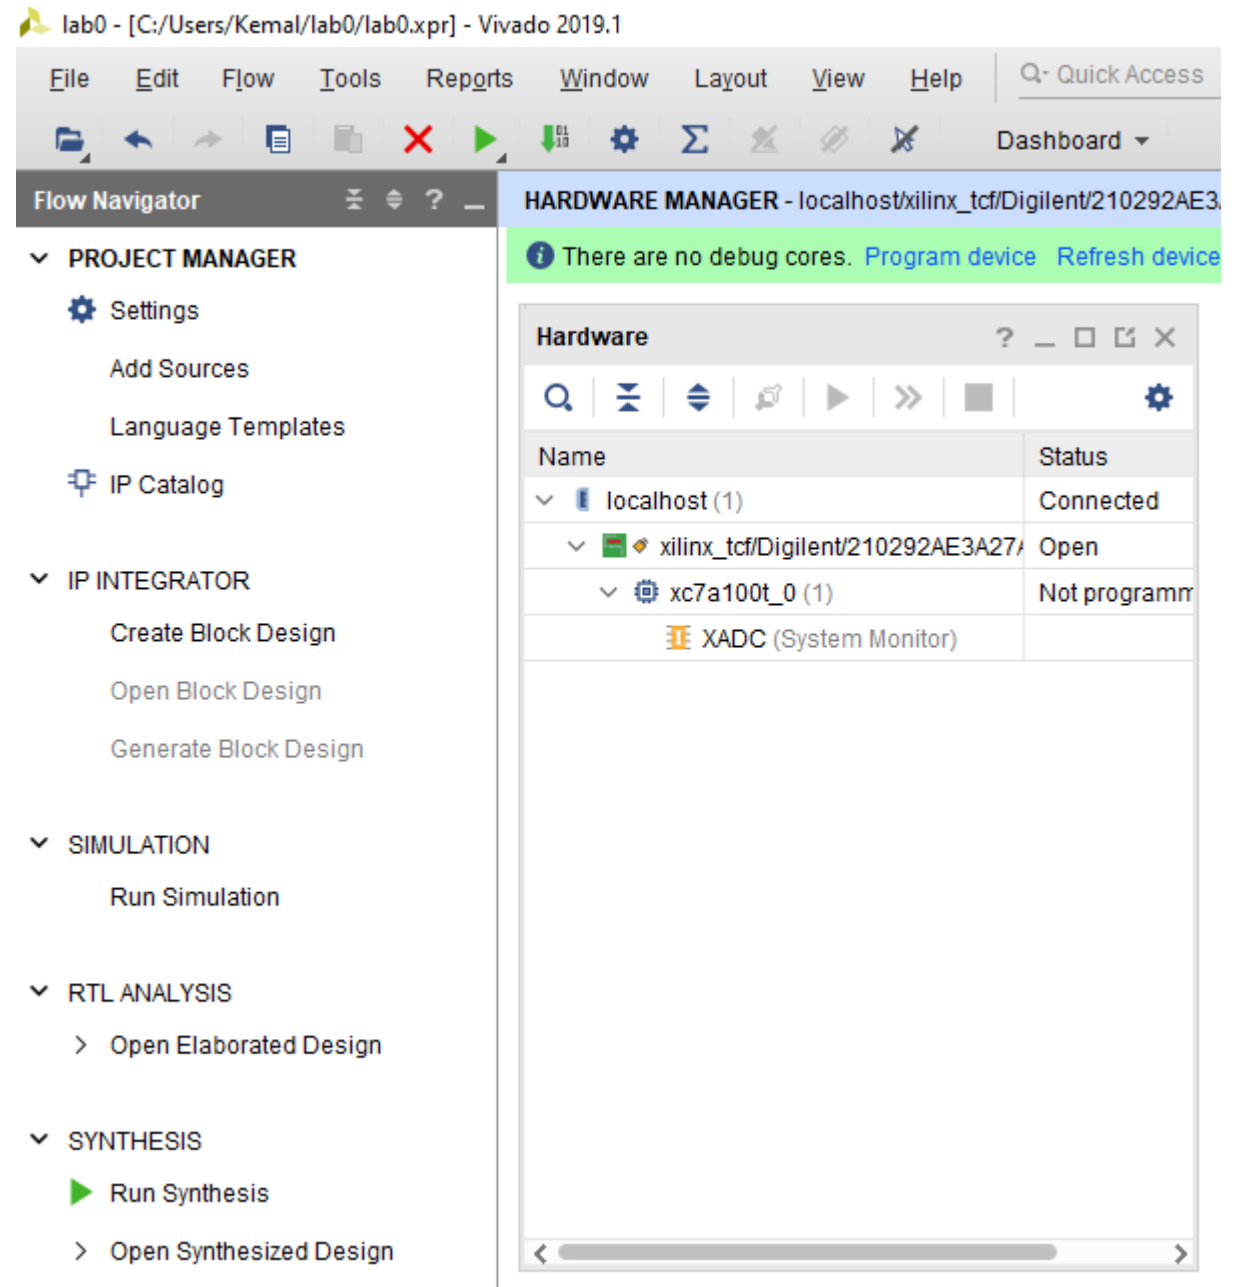 lab0 - [C:/Users/Kemal/lab0/lab0.xpr] - Vivado 2019.1
File Edit Flow Tools Reports Window Layout View Help Quick Access
Dashboard
Flow Navigator
?
HARDWARE MANAGER - localhost/xilinx_tcf/Digilent/210292AE3
There are no debug cores. Program device Refresh device
PROJECT MANAGER
Settings
Add Sources
Language Templates
IP Catalog
IP INTEGRATOR
Create Block Design
Open Block Design
Generate Block Design
SIMULATION
Run Simulation
RTL ANALYSIS
Open Elaborated Design
SYNTHESIS
Run Synthesis
Open Synthesized Design
Hardware
?
Name Status
localhost (1) Connected
xilinx_tcf/Digilent/210292AE3A27 Open
xc7a100t_0 (1) Not programm
XADC (System Monitor)